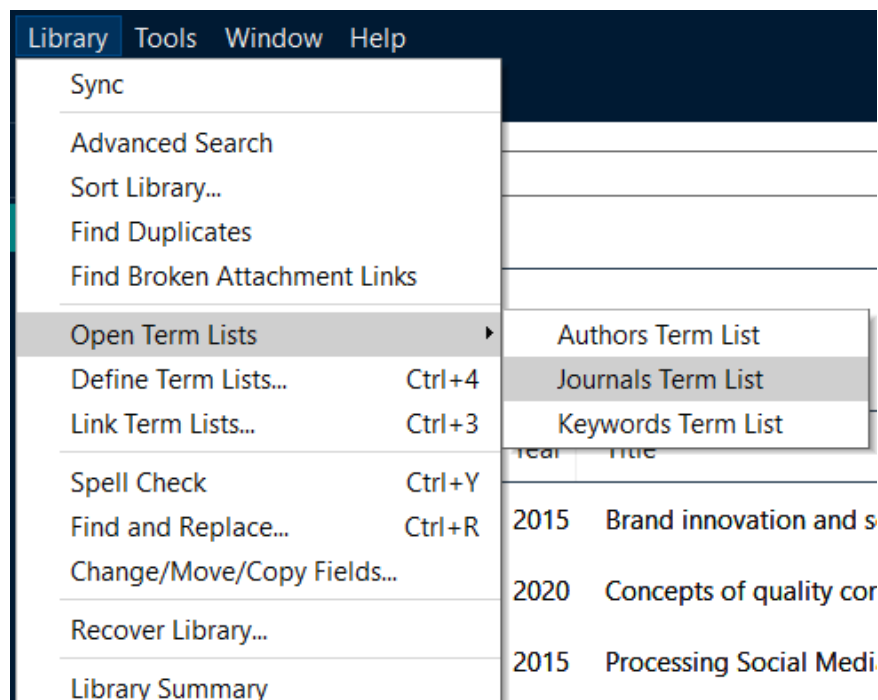 Library Tools Window Help
Sync
Advanced Search
Sort Library...
Find Duplicates
Find Broken Attachment Links
Open Term Lists
Authors Term List
Define Term Lists... Ctrl+4
Journals Term List
Link Term Lists... Ctrl+3
Keywords Term List
Year Title
Spell Check Ctrl+Y
Find and Replace... Ctrl+R
2015 Brand innovation and
Change/Move/Copy Fields...
2020 Concepts of quality
Recover Library...
2015 Processing Social
Library Summary